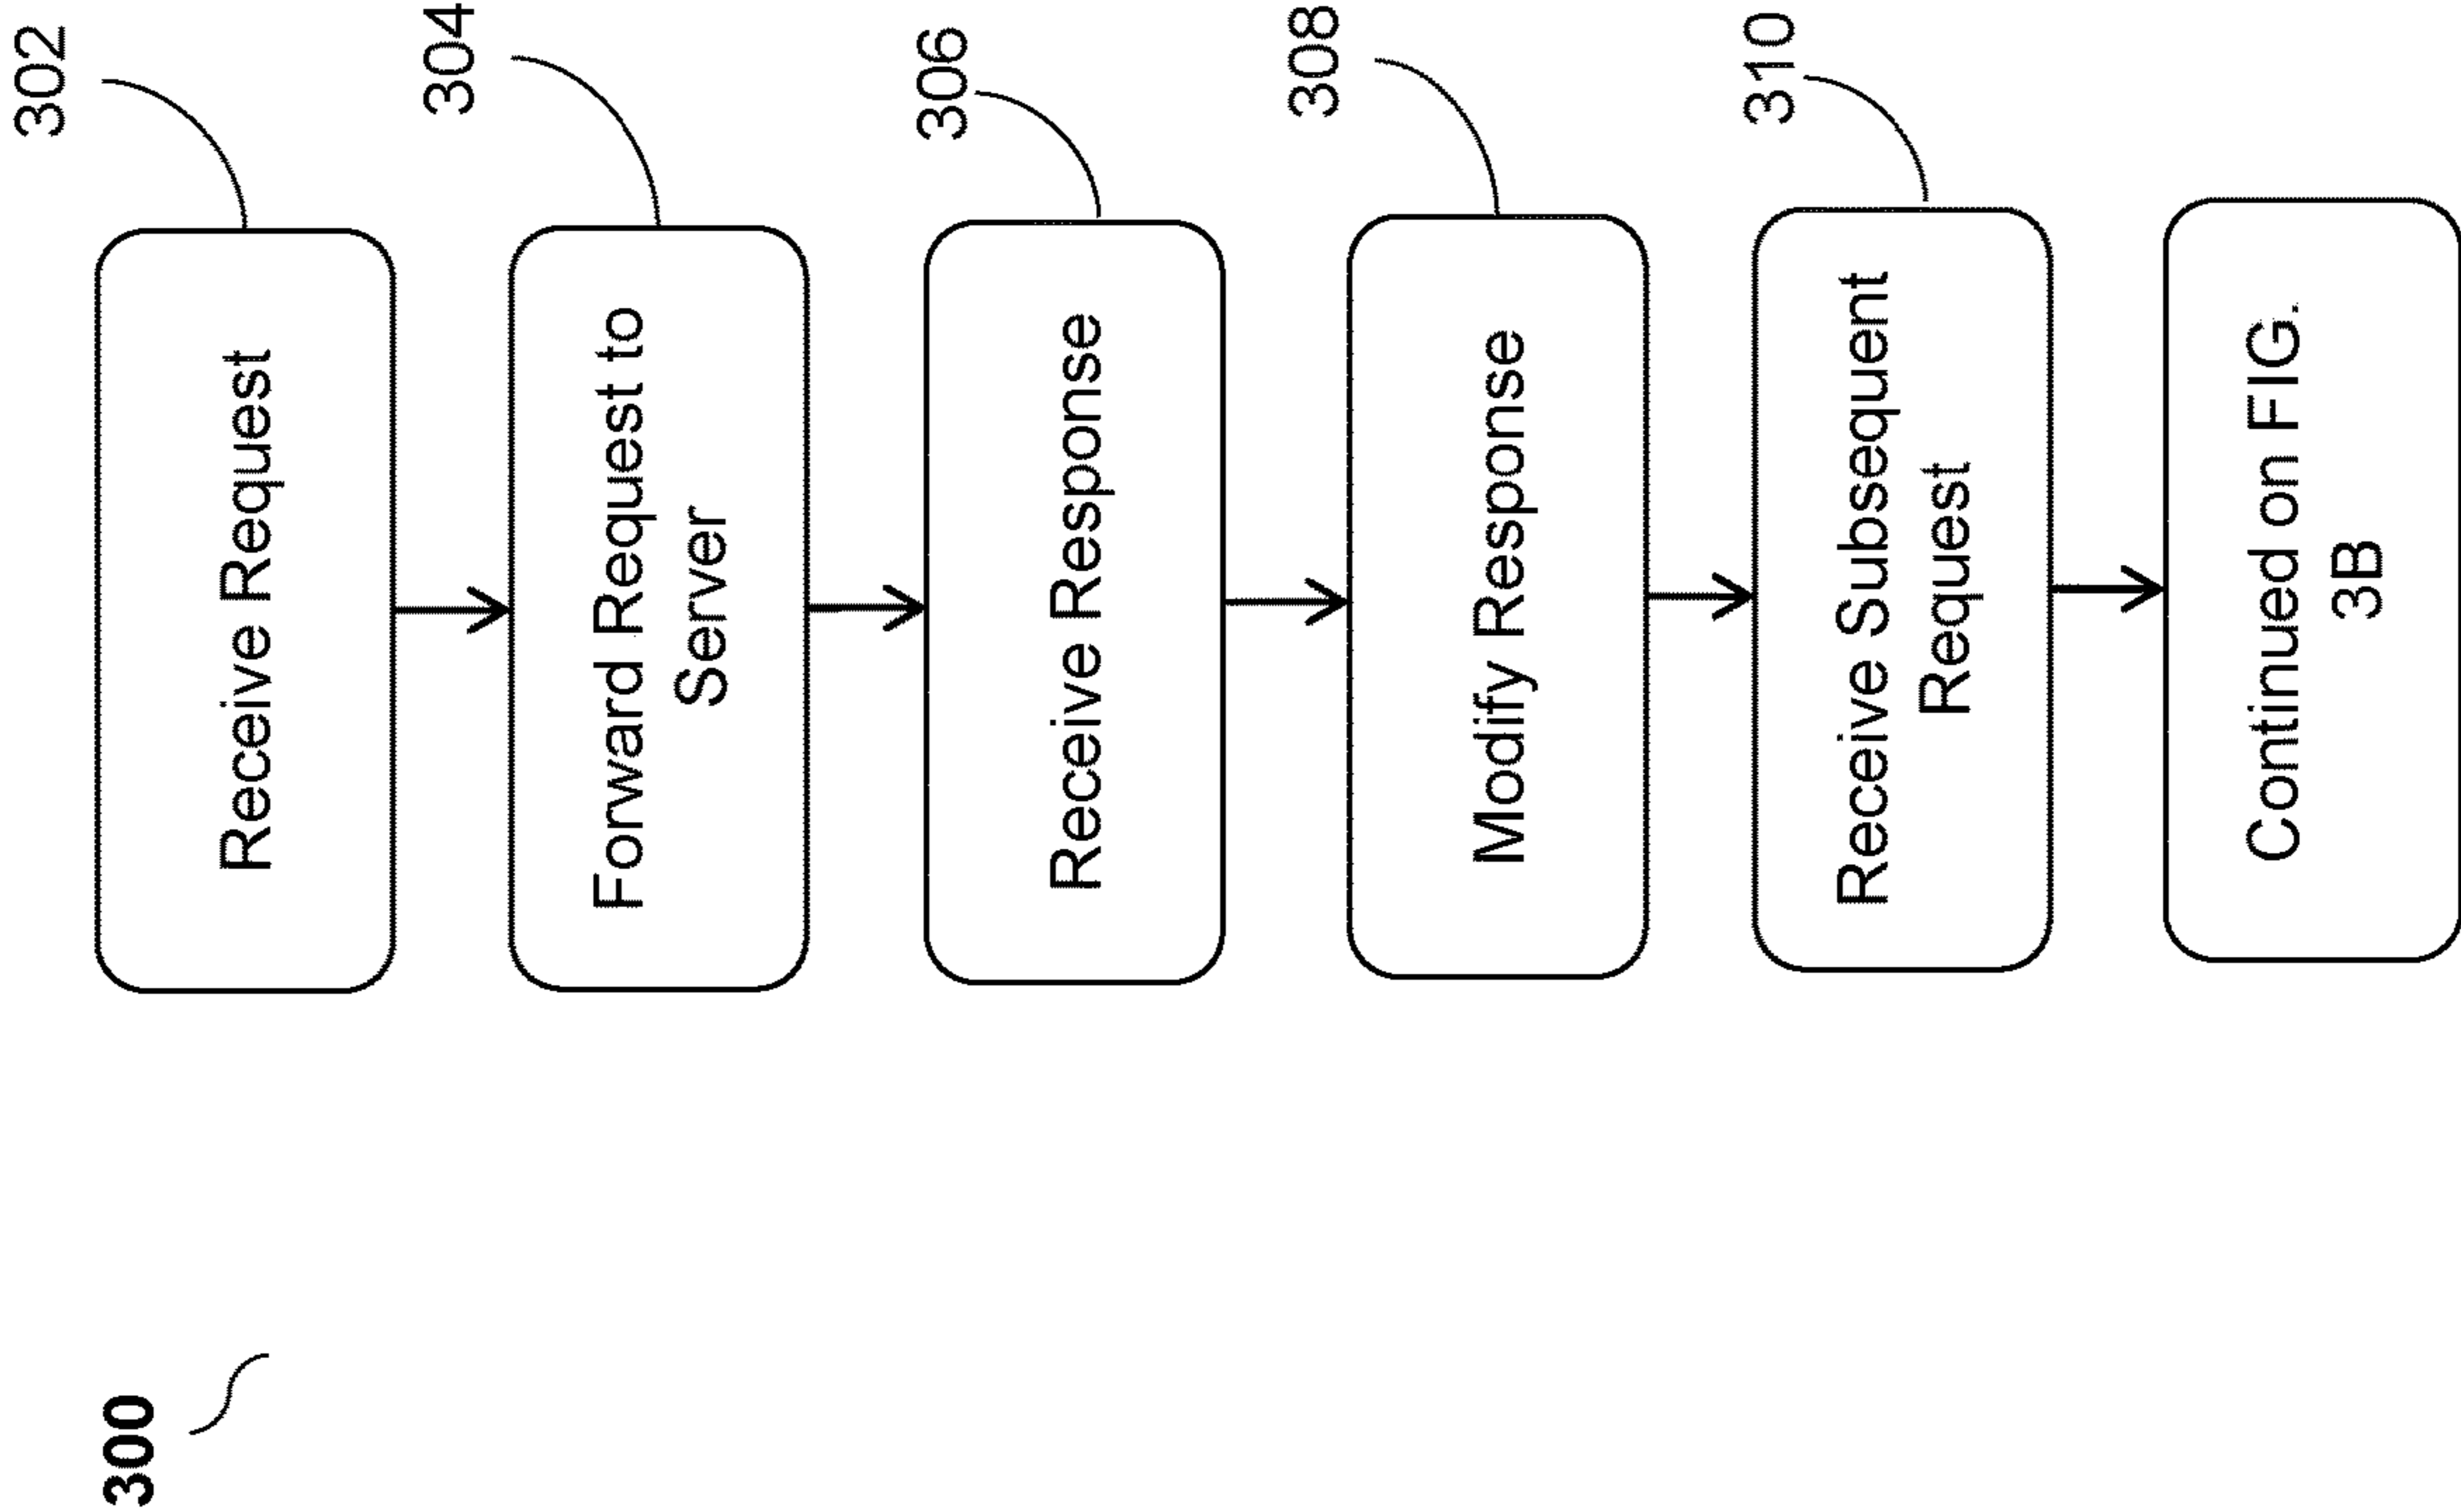 300
302
Receive Request
304
Forward Request to
Server
306
Receive Response
308
Modify Response
310
Receive Subsequent
Request
Continued on FIG.
3B